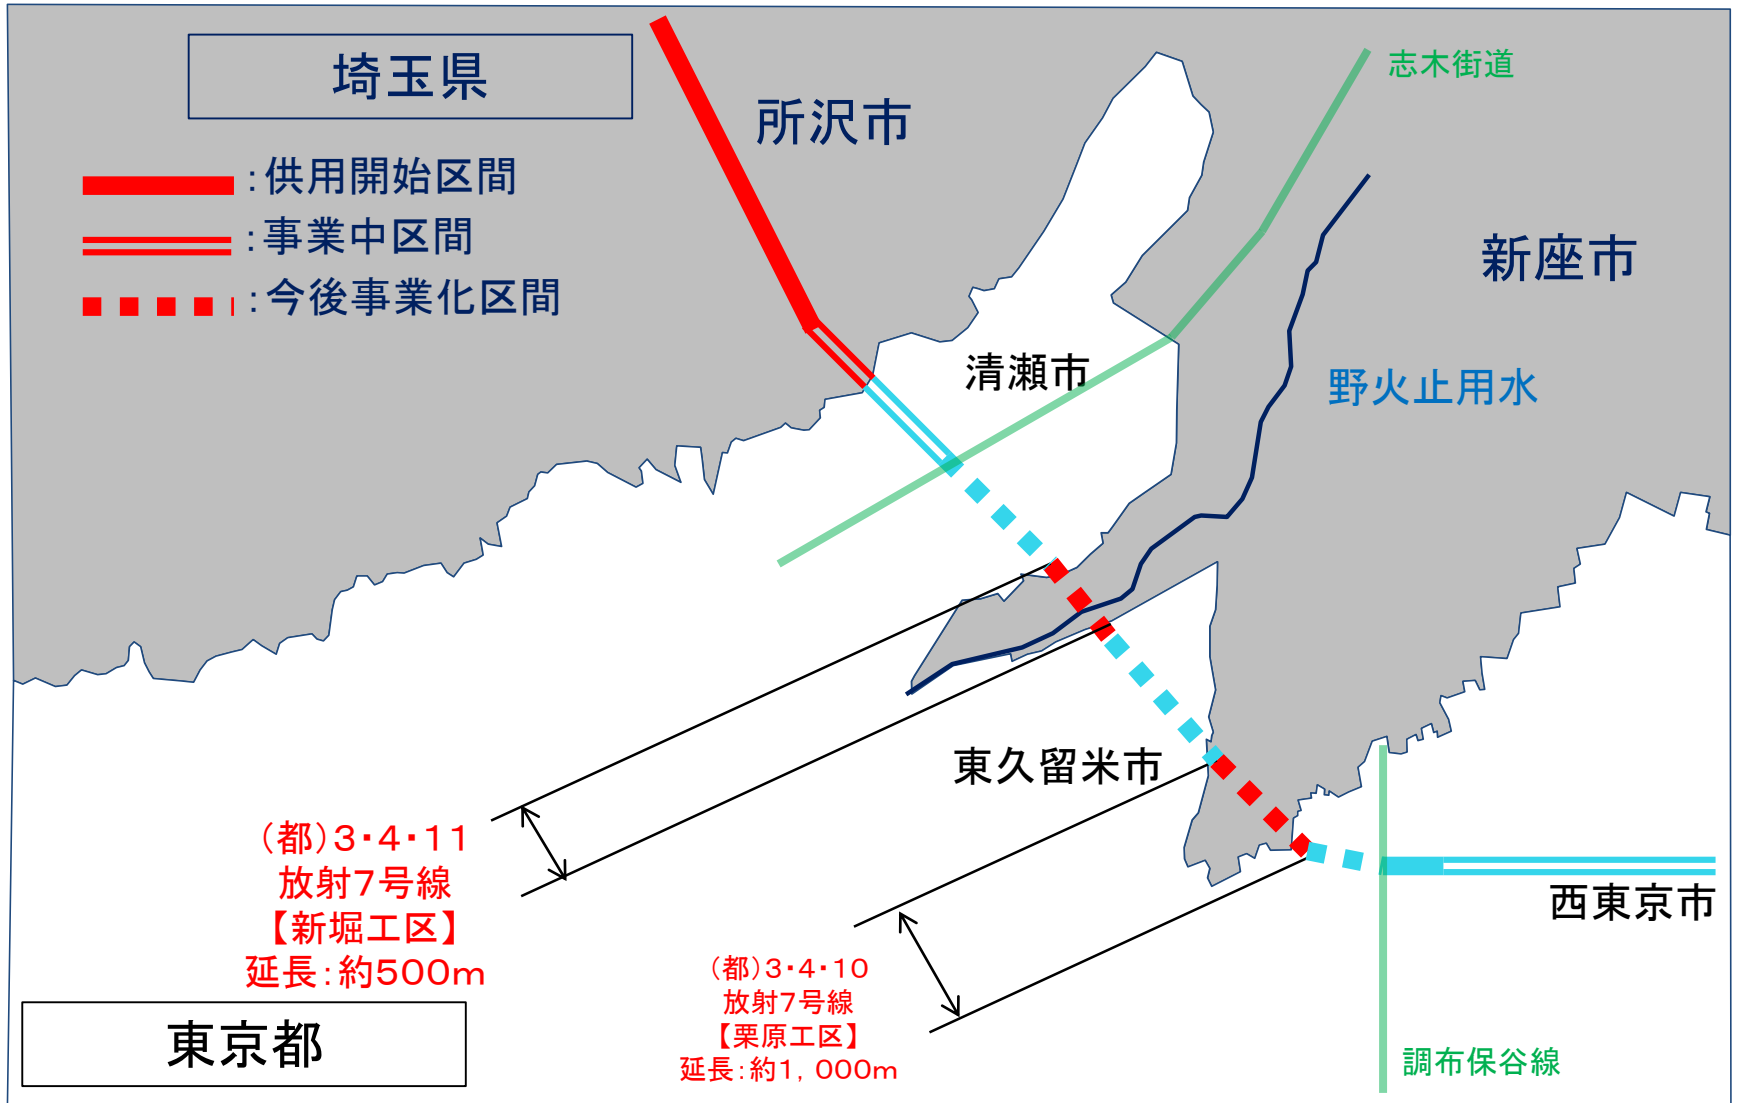 埼玉県
所沢市
志木街道
：供用開始区間
：事業中区間
：今後事業化区間
新座市
清瀬市
野火止用水
東久留米市
（都）3・4・11
放射7号線
【新堀工区】
延長：約500m
西東京市
（都）3・4・10
放射7号線
【栗原工区】
延長：約1，000m
東京都
調布保谷線